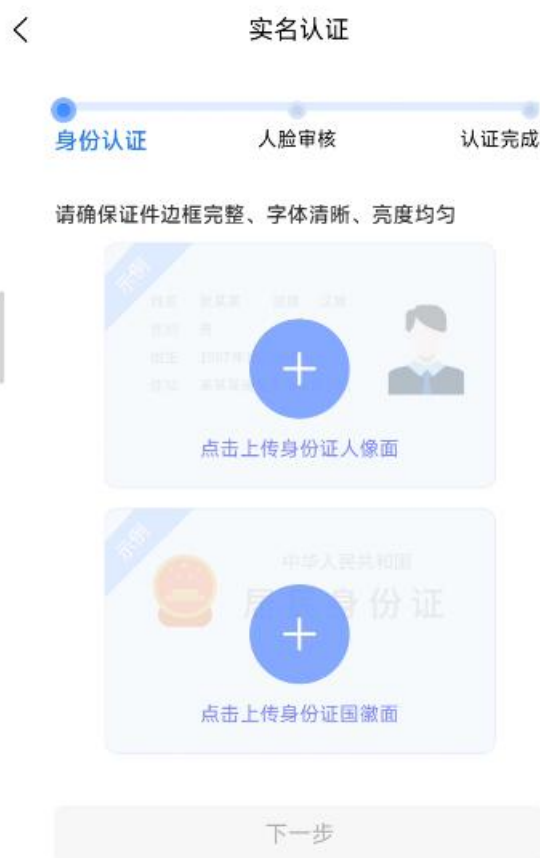 实名认证
身份认证
人脸审核
认证完成
请确保证件边框完整、字体清晰、亮度均匀
示例
点击上传身份证人像面
示例
中华人民共和国
身份证
点击上传身份证国徽面
下一步